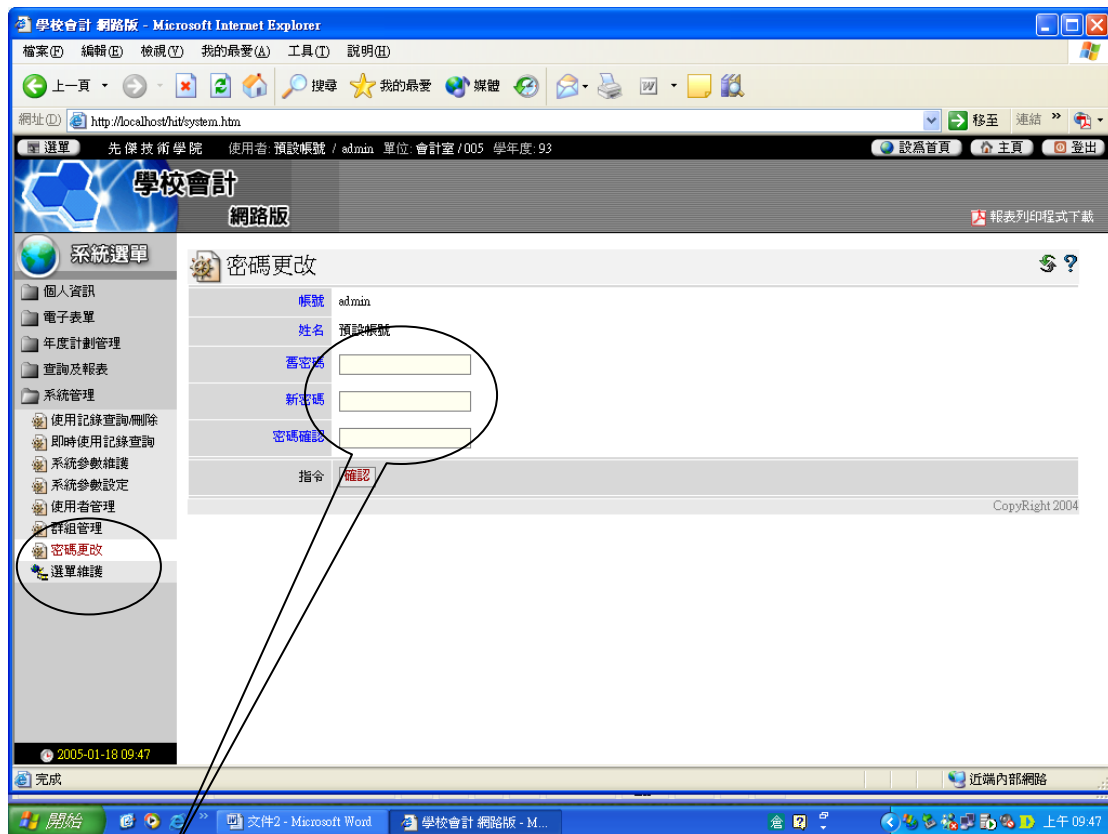 學校會計 網路版 - Microsoft Internet Explorer
檔案(F) 編輯(E) 檢視(V) 我的最愛(A) 工具(T) 說明(H)
上一頁 搜尋 我的最愛 媒體
網址(D) http://localhost/hit/system.htm 移至 連結 »
選單 先傑技術學院 使用者:預設帳號 / admin 單位:會計室 / 005 學年度:93 設為首頁 主頁 登出
學校會計
網路版 報表列印程式下載
系統選單
密碼更改 ?
個人資訊
電子表單
年度計劃管理
查詢及報表
系統管理
使用記錄查詢/刪除
即時使用記錄查詢
系統參數維護
系統參數設定
使用者管理
群組管理
密碼更改
選單維護
帳號 admin
姓名 預設帳號
舊密碼
新密碼
密碼確認
指令 確認
CopyRight 2004
2005-01-18 09:47
完成 近端內部網路
開始 » 文件2 - Microsoft Word 學校會計 網路版 - M... 倉 上午 09:47